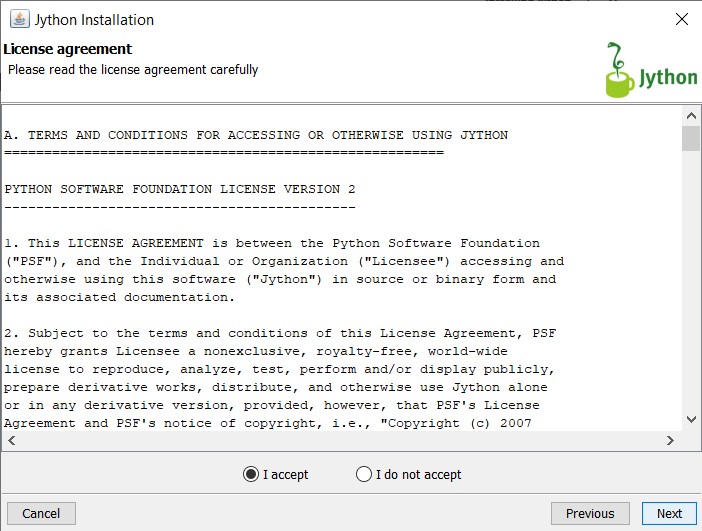 Jython Installation
License agreement
Please read the license agreement carefully
Jython
A. TERMS AND CONDITIONS FOR ACCESSING OR OTHERWISE USING JYTHON
=======================================================
PYTHON SOFTWARE FOUNDATION LICENSE VERSION 2
--------------------------------------------
1. This LICENSE AGREEMENT is between the Python Software Foundation
("PSF"), and the Individual or Organization ("Licensee") accessing and
otherwise using this software ("Jython") in source or binary form and
its associated documentation.
2. Subject to the terms and conditions of this License Agreement, PSF
hereby grants Licensee a nonexclusive, royalty-free, world-wide
license to reproduce, analyze, test, perform and/or display publicly,
prepare derivative works, distribute, and otherwise use Jython alone
or in any derivative version, provided, however, that PSF's License
Agreement and PSF's notice of copyright, i.e., "Copyright (c) 2007
I accept
I do not accept
Cancel
Previous
Next